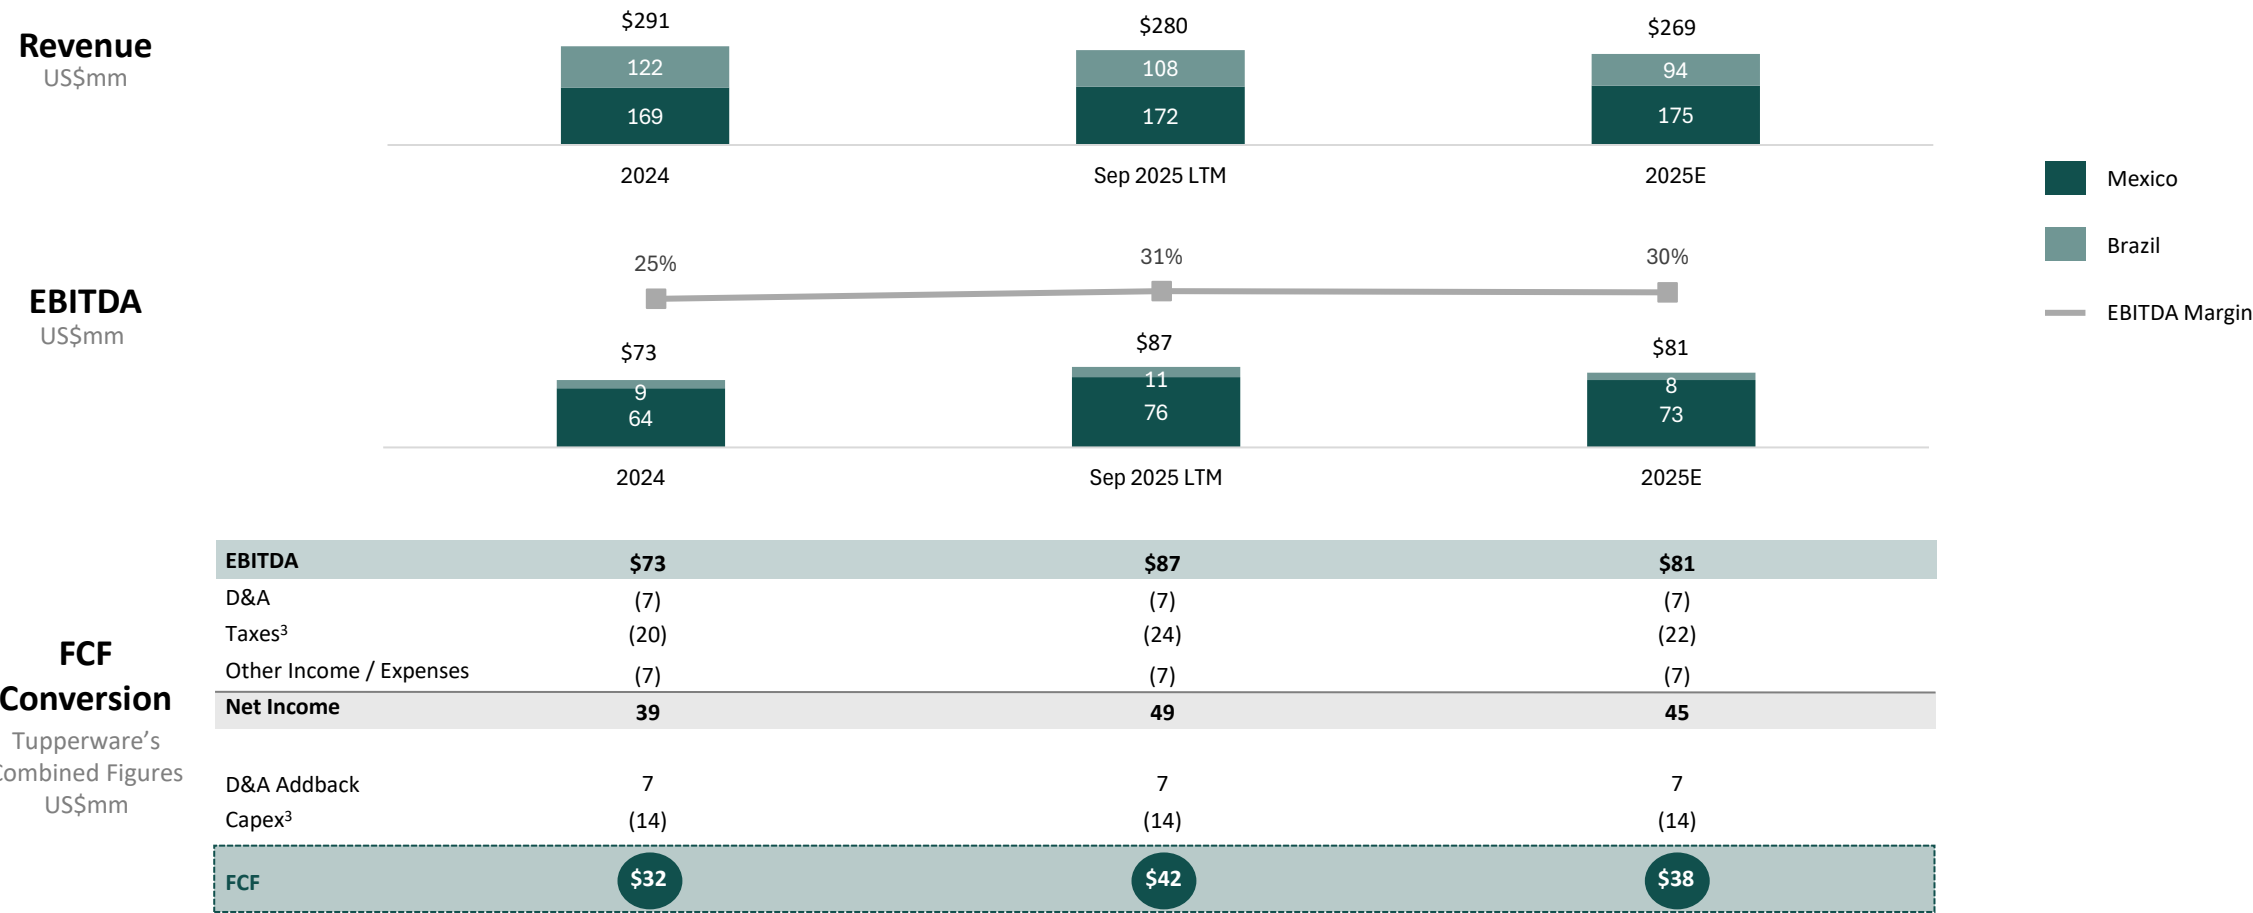 Revenue
US$mm
$291 $280 $269
122 108 94
169 172 175
2024 Sep 2025 LTM 2025E
Mexico
Brazil
EBITDA Margin
EBITDA
US$mm
25% 31% 30%
$73 $87 $81
9 11 8
64 76 73
2024 Sep 2025 LTM 2025E
FCF
Conversion
Tupperware’s
Combined Figures
US$mm
EBITDA $73 $87 $81
D&A (7) (7) (7)
Taxes³ (20) (24) (22)
Other Income / Expenses (7) (7) (7)
Net Income 39 49 45
D&A Addback 7 7 7
Capex³ (14) (14) (14)
FCF $32 $42 $38